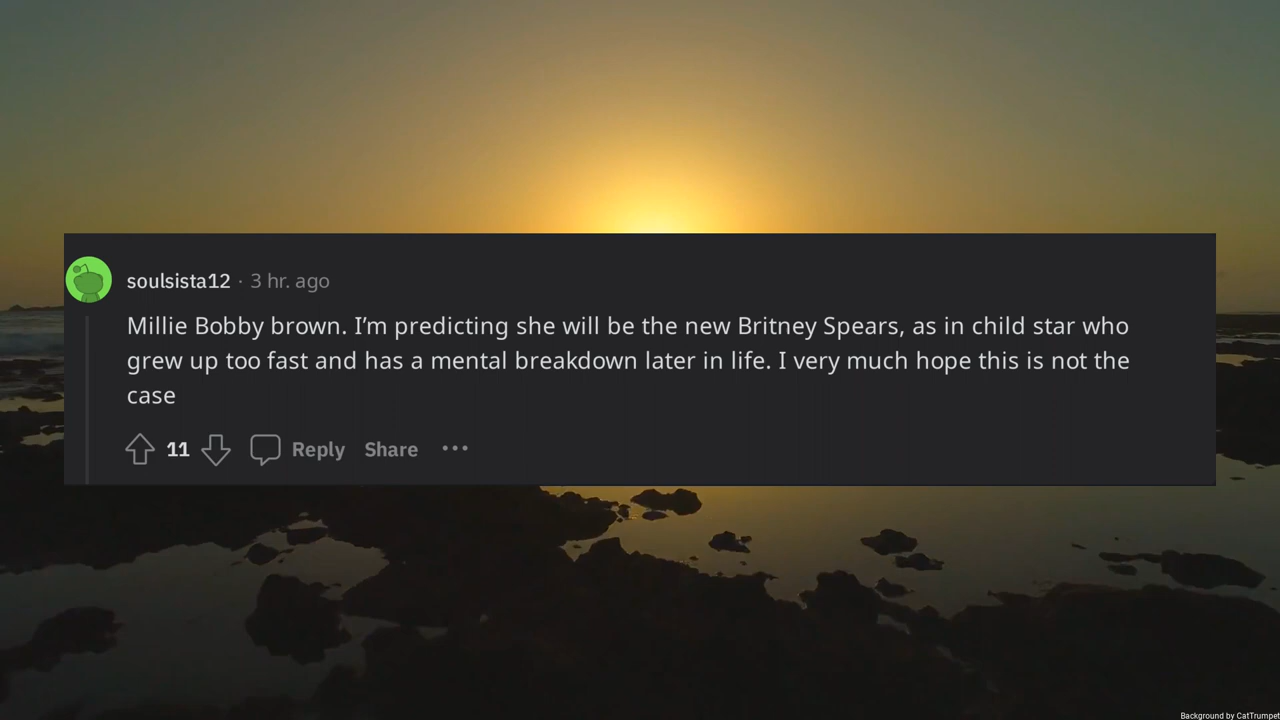 soulsista12 · 3 hr. ago
Millie Bobby brown. I’m predicting she will be the new Britney Spears, as in child star who
grew up too fast and has a mental breakdown later in life. I very much hope this is not the
case
11 Reply Share ···
Background by CatTrumpet